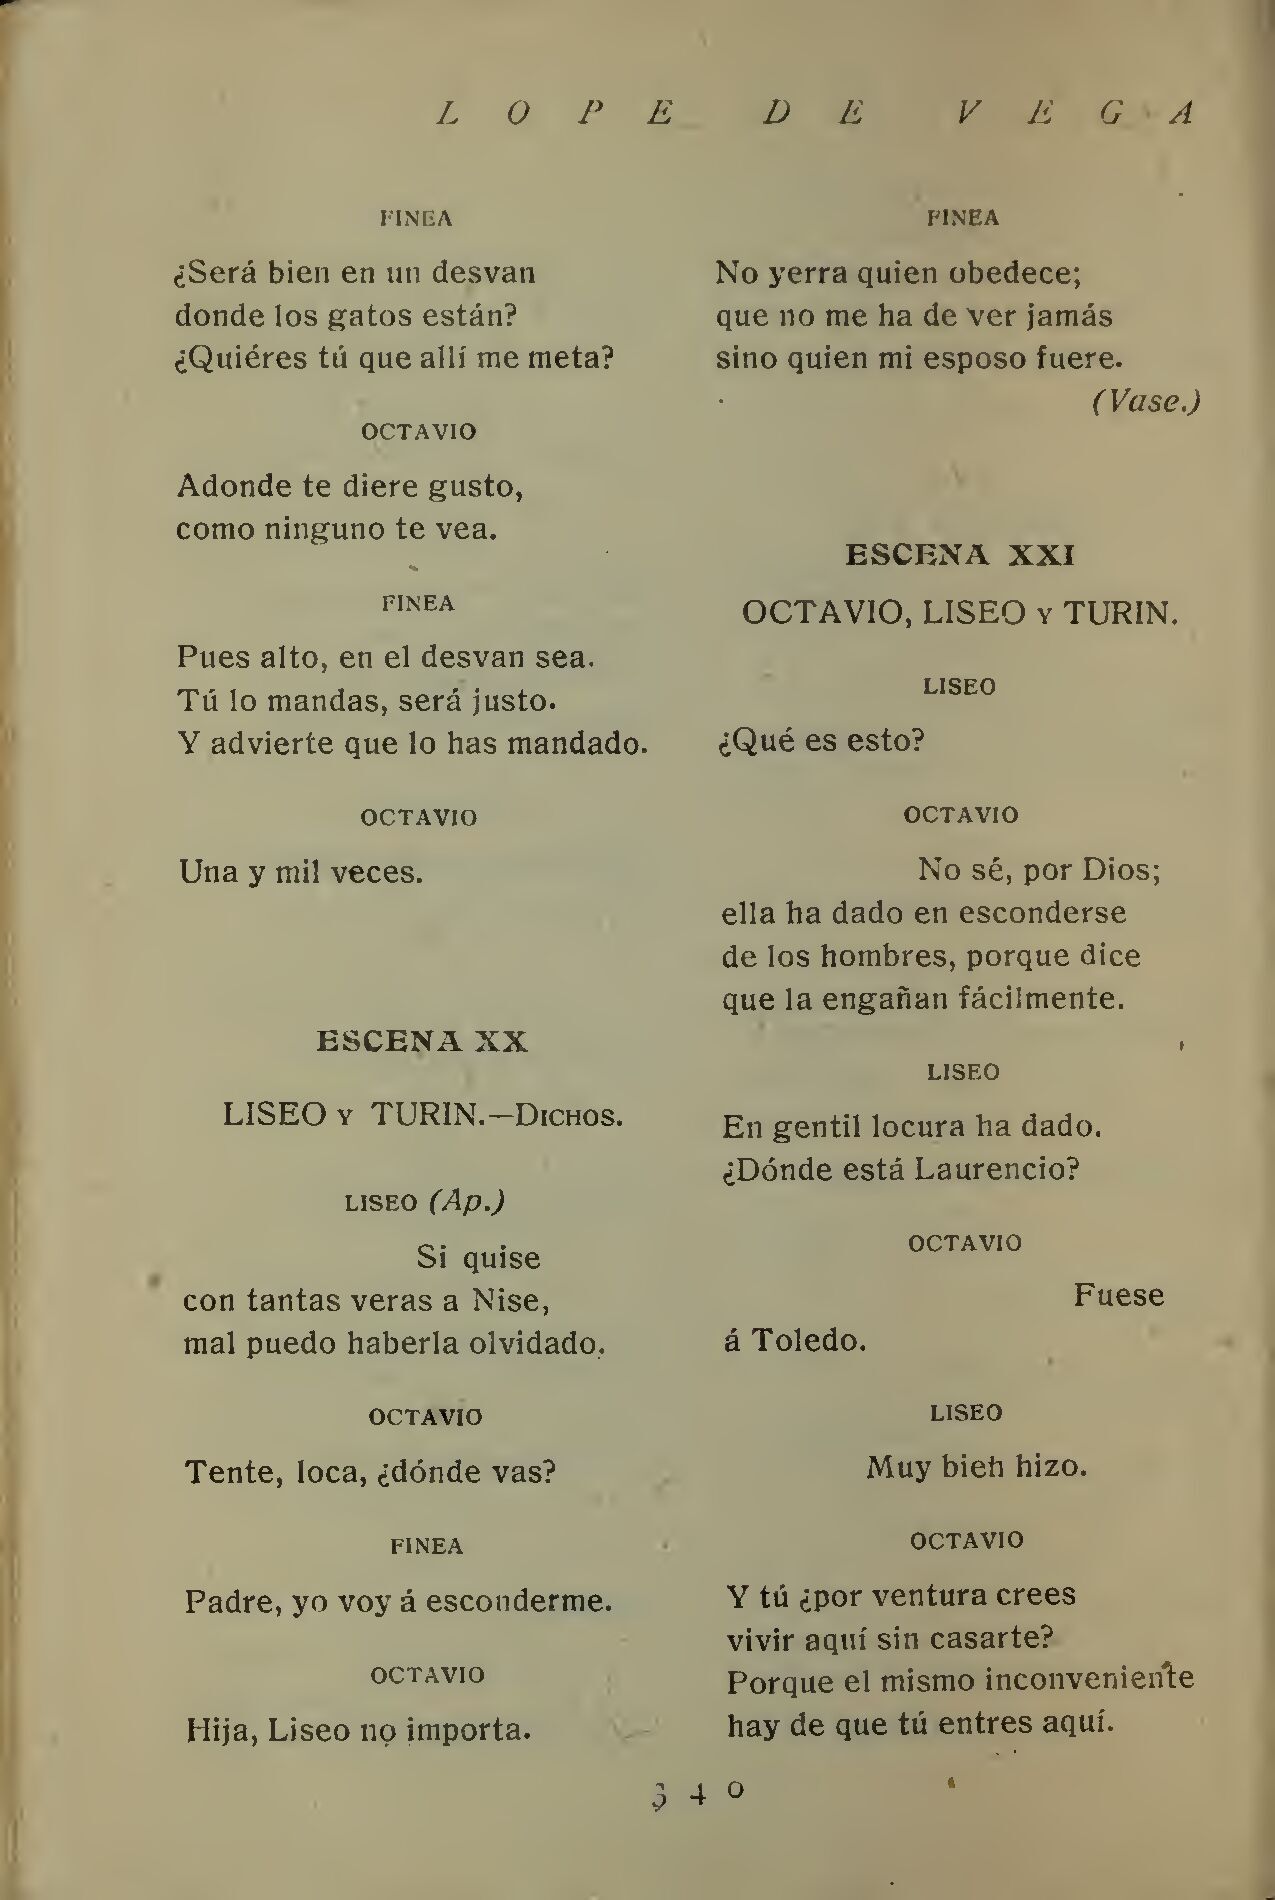 LOPE DE VEGA
FINEA
¿Será bien en un desvan
donde los gatos están?
¿Quiéres tú que allí me meta?
OCTAVIO
Adonde te diere gusto,
como ninguno te vea.
FINEA
Pues alto, en el desvan sea.
Tú lo mandas, será justo.
Y advierte que lo has mandado.
OCTAVIO
Una y mil veces.
ESCENA XX
LISEO Y TURIN.—DICHOS.
LISEO (Ap.)
Si quise
con tantas veras a Nise,
mal puedo haberla olvidado.
OCTAVIO
Tente, loca, ¿dónde vas?
FINEA
Padre, yo voy á esconderme.
OCTAVIO
Hija, Liseo no importa.
FINEA
No yerra quien obedece;
que no me ha de ver jamás
sino quien mi esposo fuere.
(Vase.)
ESCENA XXI
OCTAVIO, LISEO Y TURIN.
LISEO
¿Qué es esto?
OCTAVIO
No sé, por Dios;
ella ha dado en esconderse
de los hombres, porque dice
que la engañan fácilmente.
LISEO
En gentil locura ha dado.
¿Dónde está Laurencio?
OCTAVIO
Fuese
á Toledo.
LISEO
Muy bien hizo.
OCTAVIO
Y tú ¿por ventura crees
vivir aquí sin casarte?
Porque el mismo inconveniente
hay de que tú entres aquí.
340